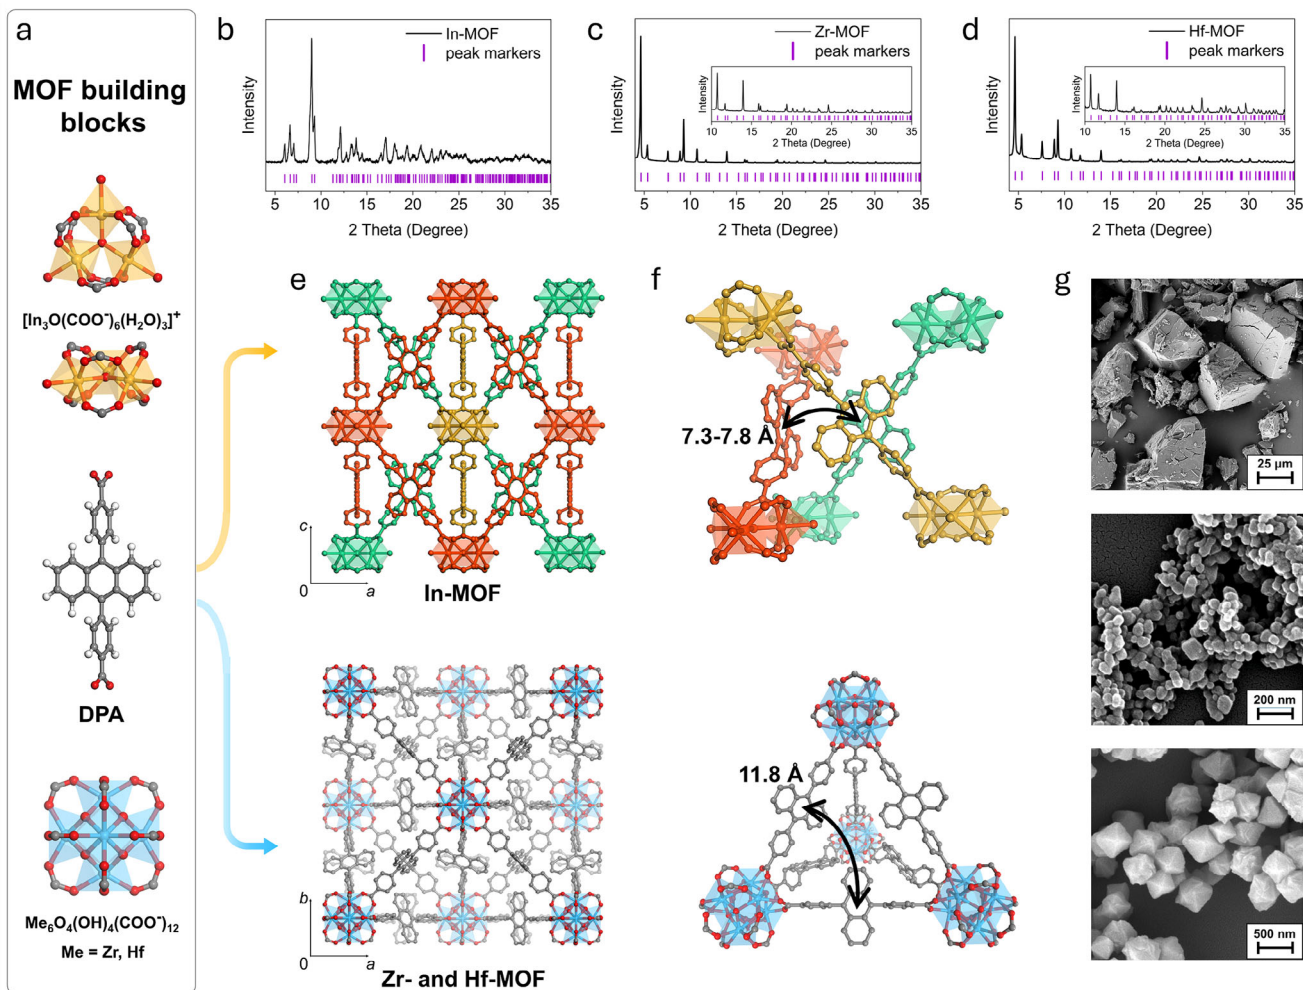 a
MOF building
blocks
[In₃O(COO⁻)₆(H₂O)₃]⁺
DPA
Me₆O₄(OH)₄(COO⁻)₁₂
Me = Zr, Hf
b
In-MOF
peak markers
Intensity
5 10 15 20 25 30 35
2 Theta (Degree)
c
Zr-MOF
peak markers
Intensity
Intensity
10 15 20 25 30 35
2 Theta (Degree)
5 10 15 20 25 30 35
2 Theta (Degree)
d
Hf-MOF
peak markers
Intensity
Intensity
10 15 20 25 30 35
2 Theta (Degree)
5 10 15 20 25 30 35
2 Theta (Degree)
e
c
0 a
In-MOF
b
0 a
Zr- and Hf-MOF
f
7.3-7.8 Å
11.8 Å
g
25 µm
200 nm
500 nm